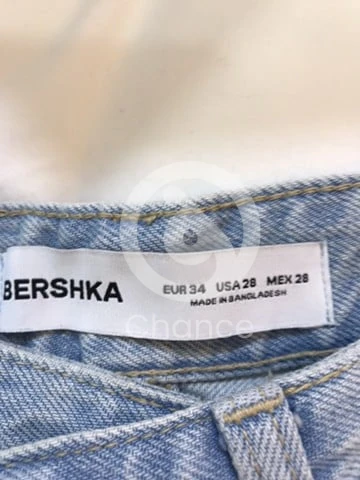 BERSHKA
EUR 34 USA 28 MEX 28
MADE IN BANGLADESH
Chance